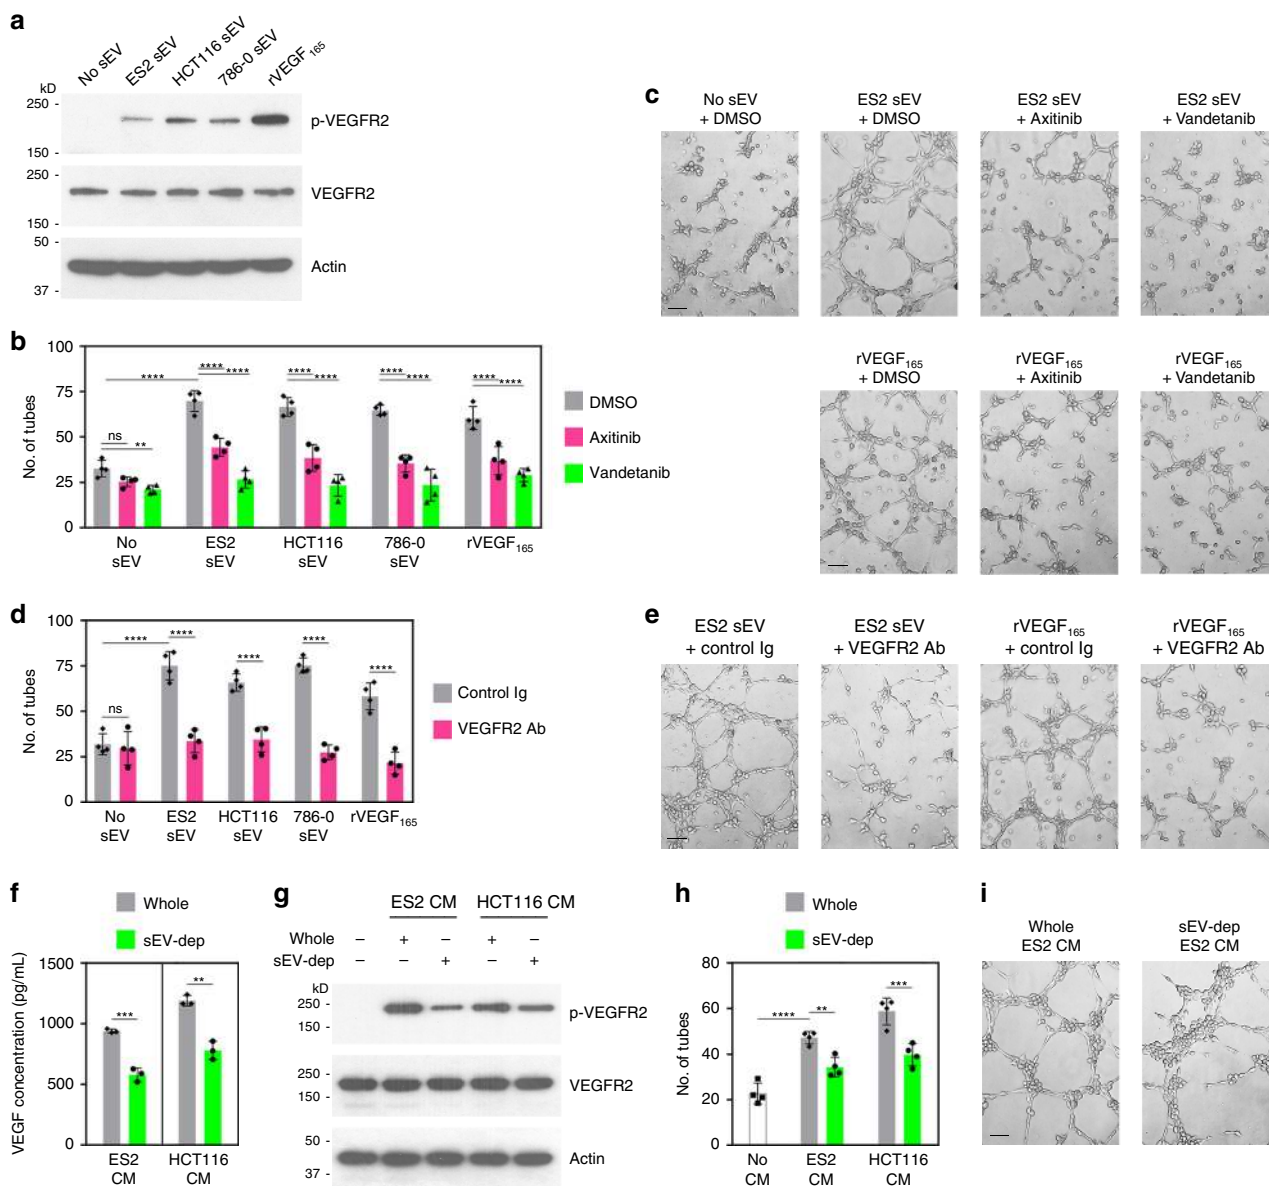 a
No sEV
ES2 sEV
HCT116 sEV
786-0 sEV
rVEGF165
kD
250 -
150 -
250 -
150 -
50 -
37 -
p-VEGFR2
VEGFR2
Actin
b
No. of tubes
100
75
50
25
0
ns
**
****
****
****
****
****
****
****
****
****
No sEV
ES2 sEV
HCT116 sEV
786-0 sEV
rVEGF165
DMSO
Axitinib
Vandetanib
c
No sEV
+ DMSO
ES2 sEV
+ DMSO
ES2 sEV
+ Axitinib
ES2 sEV
+ Vandetanib
rVEGF165
+ DMSO
rVEGF165
+ Axitinib
rVEGF165
+ Vandetanib
d
No. of tubes
100
75
50
25
0
ns
****
****
****
****
****
No sEV
ES2 sEV
HCT116 sEV
786-0 sEV
rVEGF165
Control Ig
VEGFR2 Ab
e
ES2 sEV
+ control Ig
ES2 sEV
+ VEGFR2 Ab
rVEGF165
+ control Ig
rVEGF165
+ VEGFR2 Ab
f
Whole
sEV-dep
VEGF concentration (pg/mL)
1500
1000
500
0
***
**
ES2 CM
HCT116 CM
g
ES2 CM
HCT116 CM
Whole – + – + –
sEV-dep – – + – +
kD
250 -
150 -
250 -
150 -
50 -
37 -
p-VEGFR2
VEGFR2
Actin
h
Whole
sEV-dep
No. of tubes
80
60
40
20
0
****
**
***
No CM
ES2 CM
HCT116 CM
i
Whole
ES2 CM
sEV-dep
ES2 CM